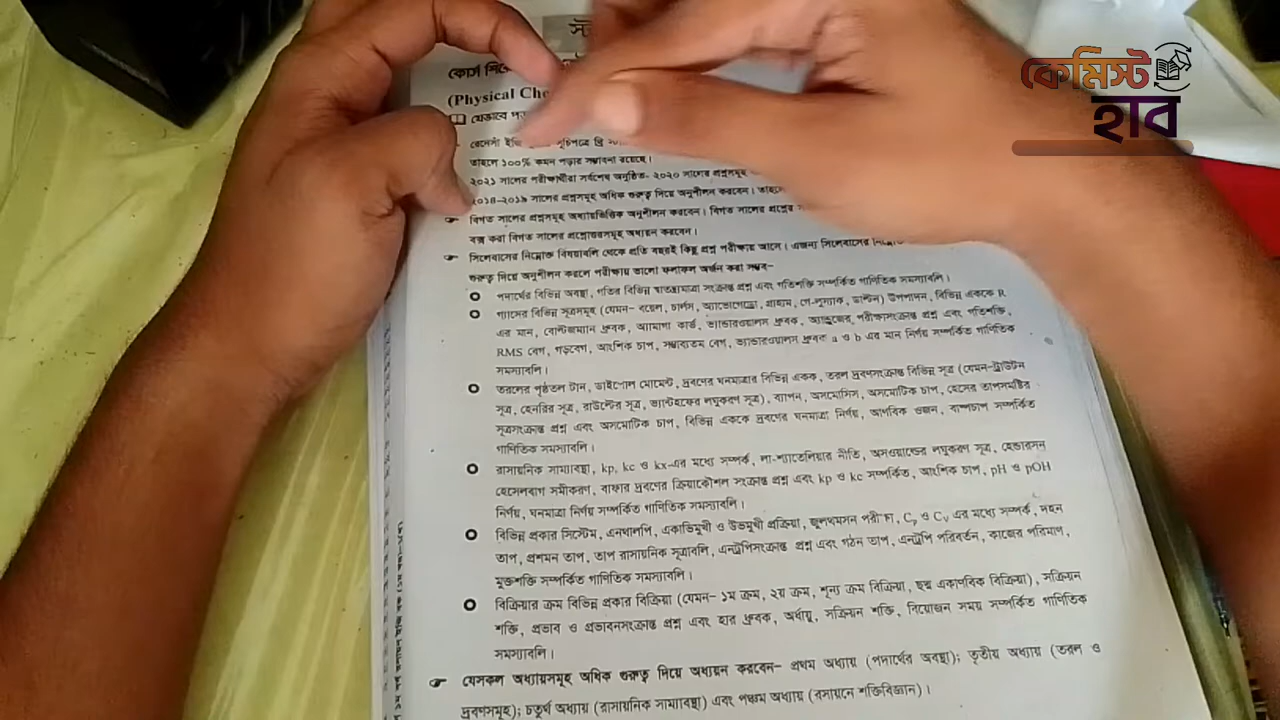 কেমিস্ট
হাব
কোর্স
(Physical Che
যেভাবে
সূচিপত্রে থ্রি
তাহলে ১০০% কমন পড়ার সম্ভাবনা রয়েছে।
২০২১ সালের পরীক্ষার্থীরা সর্বশেষ অনুষ্ঠিত- ২০২০ সালের প্রশ্নসমূহ
২০১৪-২০১৯ সালের প্রশ্নসমূহ অধিক গুরুত্ব দিয়ে অনুশীলন করবেন।
বিগত সালের প্রশ্নসমূহ অধ্যায়ভিত্তিক অনুশীলন করবেন। বিগত সালের প্রশ্নের
বক্স করা বিগত সালের প্রশ্নোত্তরসমূহ অধ্যয়ন করবেন।
সিলেবাসের নিম্নোক্ত বিষয়াবলি থেকে প্রতি বছরই কিছু প্রশ্ন পরীক্ষায় আসে। এজন্য সিলেবাসের
গুরুত্ব দিয়ে অনুশীলন করলে পরীক্ষায় ভালো ফলাফল অর্জন করা সম্ভব-
পদার্থের বিভিন্ন অবস্থা, গতির বিভিন্ন স্বাতন্ত্র্যমাত্রা সংক্রান্ত প্রশ্ন এবং গতিশক্তি সম্পর্কিত গাণিতিক সমস্যাবলি।
গ্যাসের বিভিন্ন সূত্রসমূহ (যেমন- বয়েল, চার্লস, অ্যাভোগেড্রো, গ্রাহাম, গে-লুস্যাক, ডাল্টন) উপপাদন, বিভিন্ন এককে R
এর মান, বোল্টজম্যান ধ্রুবক, অ্যামাগা কার্ভ, ভ্যান্ডারওয়ালস ধ্রুবক, অ্যান্ড্রুজের পরীক্ষাসংক্রান্ত প্রশ্ন এবং গতিশক্তি,
RMS বেগ, গড়বেগ, আংশিক চাপ, সম্ভাব্যতম বেগ, ভ্যান্ডারওয়ালস ধ্রুবক a ও b এর মান নির্ণয় সম্পর্কিত গাণিতিক
সমস্যাবলি।
তরলের পৃষ্ঠতল টান, ডাইপোল মোমেন্ট, দ্রবণের ঘনমাত্রার বিভিন্ন একক, তরল দ্রবণসংক্রান্ত বিভিন্ন সূত্র (যেমন-ট্রাউটন
সূত্র, হেনরির সূত্র, রাউল্টের সূত্র, ভ্যান্টহফের লঘুকরণ সূত্র), ব্যাপন, অসমোসিস, অসমোটিক চাপ, হেসের তাপসমষ্টির
সূত্রসংক্রান্ত প্রশ্ন এবং অসমোটিক চাপ, বিভিন্ন এককে দ্রবণের ঘনমাত্রা নির্ণয়, আণবিক ওজন, বাষ্পচাপ সম্পর্কিত
গাণিতিক সমস্যাবলি।
রাসায়নিক সাম্যাবস্থা, kp, kc ও kx-এর মধ্যে সম্পর্ক, লা-শ্যাতেলিয়ার নীতি, অসওয়াল্ডের লঘুকরণ সূত্র, হেন্ডারসন
হেসেলবাগ সমীকরণ, বাফার দ্রবণের ক্রিয়াকৌশল সংক্রান্ত প্রশ্ন এবং kp ও kc সম্পর্কিত, আংশিক চাপ, pH ও pOH
নির্ণয়, ঘনমাত্রা নির্ণয় সম্পর্কিত গাণিতিক সমস্যাবলি।
বিভিন্ন প্রকার সিস্টেম, এনথালপি, একাভিমুখী ও উভমুখী প্রক্রিয়া, জুলথমসন পরীক্ষা, Cp ও Cv এর মধ্যে সম্পর্ক, দহন
তাপ, প্রশমন তাপ, তাপ রাসায়নিক সূত্রাবলি, এনট্রপিসংক্রান্ত প্রশ্ন এবং গঠন তাপ, এনট্রপি পরিবর্তন, কাজের পরিমাণ,
মুক্তশক্তি সম্পর্কিত গাণিতিক সমস্যাবলি।
বিক্রিয়ার ক্রম বিভিন্ন প্রকার বিক্রিয়া (যেমন- ১ম ক্রম, ২য় ক্রম, শূন্য ক্রম বিক্রিয়া, ছদ্ম একাণবিক বিক্রিয়া), সক্রিয়ন
শক্তি, প্রভাব ও প্রভাবনসংক্রান্ত প্রশ্ন এবং হার ধ্রুবক, অর্ধায়ু, সক্রিয়ন শক্তি, বিয়োজন সময় সম্পর্কিত গাণিতিক
সমস্যাবলি।
যেসকল অধ্যায়সমূহ অধিক গুরুত্ব দিয়ে অধ্যয়ন করবেন- প্রথম অধ্যায় (পদার্থের অবস্থা); তৃতীয় অধ্যায় (তরল ও
দ্রবণসমূহ); চতুর্থ অধ্যায় (রাসায়নিক সাম্যাবস্থা) এবং পঞ্চম অধ্যায় (রসায়নে শক্তিবিজ্ঞান)।